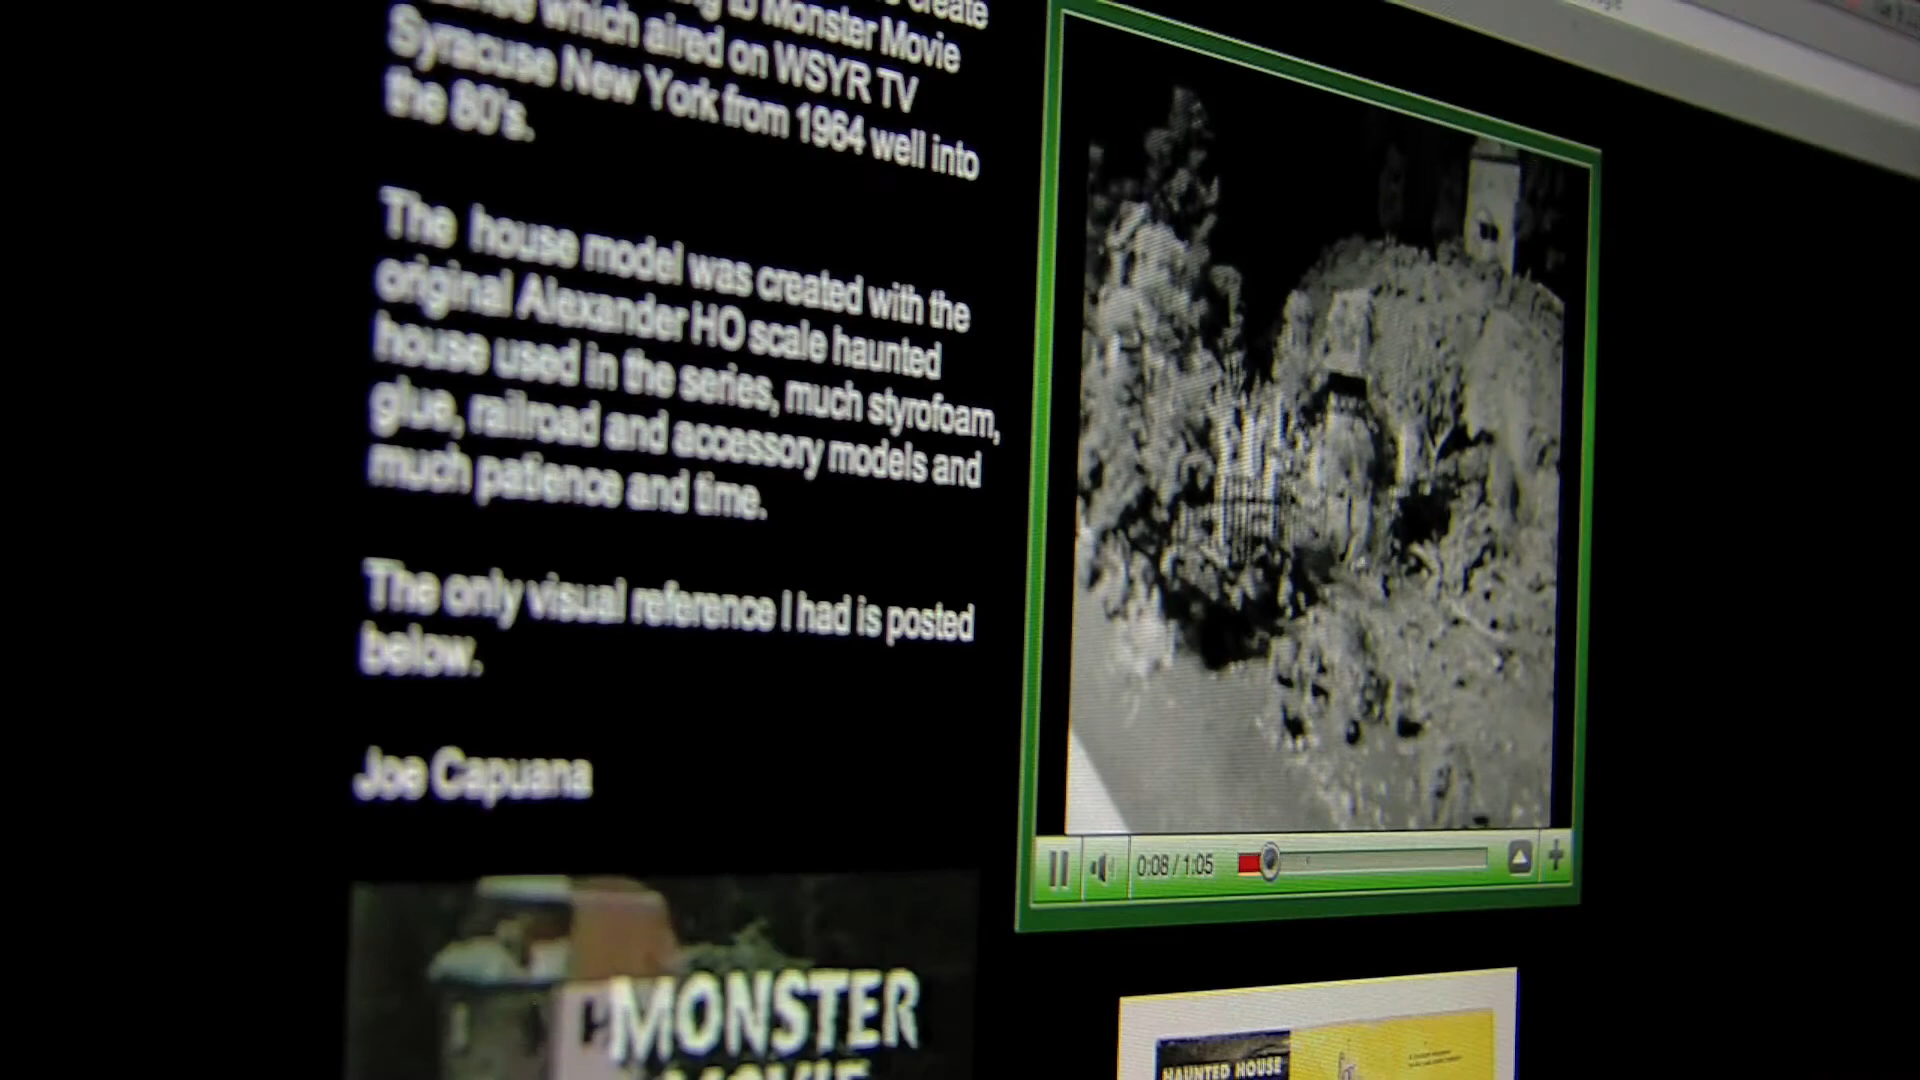 create
to Monster Movie
which aired on WSYR TV
Syracuse New York from 1964 well into
the 80's.
The house model was created with the
original Alexander HO scale haunted
house used in the series, much styrofoam,
glue, railroad and accessory models and
much patience and time.
The only visual reference I had is posted
below.
Joe Capuana
0:08 / 1:05
MONSTER
MOVIE
HAUNTED HOUSE